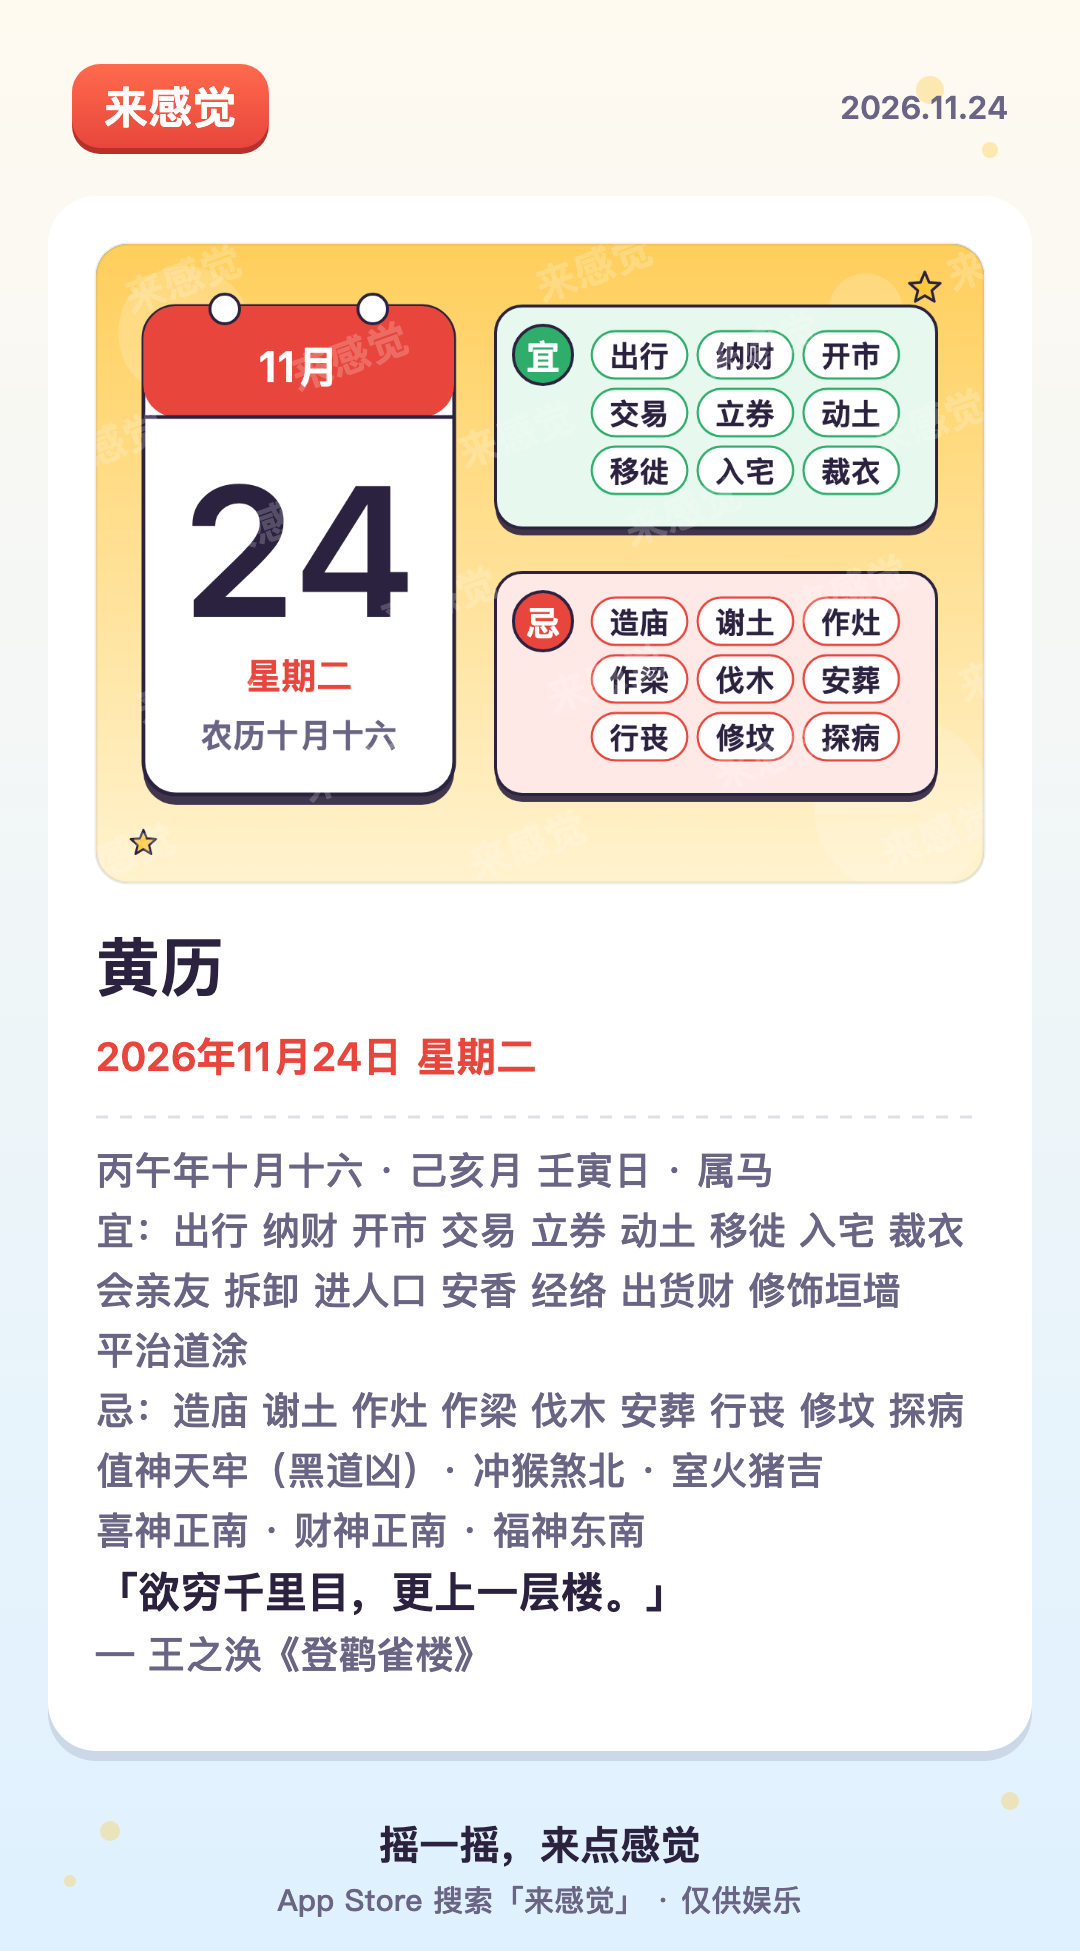 来感觉
2026.11.24
11月
24
星期二
农历十月十六
宜
出行 纳财 开市
交易 立券 动土
移徙 入宅 裁衣
忌
造庙 谢土 作灶
作梁 伐木 安葬
行丧 修坟 探病
黄历
2026年11月24日 星期二
丙午年十月十六 · 己亥月 壬寅日 · 属马
宜：出行 纳财 开市 交易 立券 动土 移徙 入宅 裁衣
会亲友 拆卸 进人口 安香 经络 出货财 修饰垣墙
平治道涂
忌：造庙 谢土 作灶 作梁 伐木 安葬 行丧 修坟 探病
值神天牢（黑道凶）· 冲猴煞北 · 室火猪吉
喜神正南 · 财神正南 · 福神东南
「欲穷千里目，更上一层楼。」
— 王之涣《登鹳雀楼》
摇一摇，来点感觉
App Store 搜索「来感觉」 · 仅供娱乐